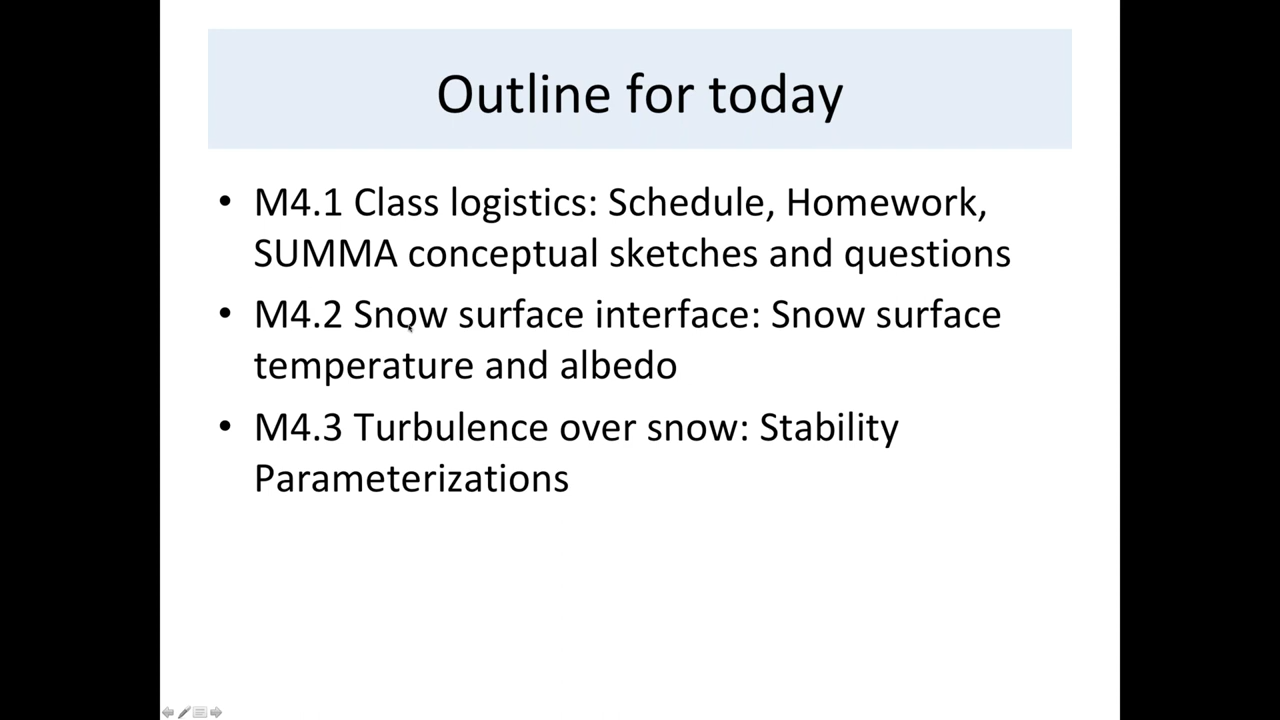 Outline for today
• M4.1 Class logistics: Schedule, Homework,
SUMMA conceptual sketches and questions
• M4.2 Snow surface interface: Snow surface
temperature and albedo
• M4.3 Turbulence over snow: Stability
Parameterizations